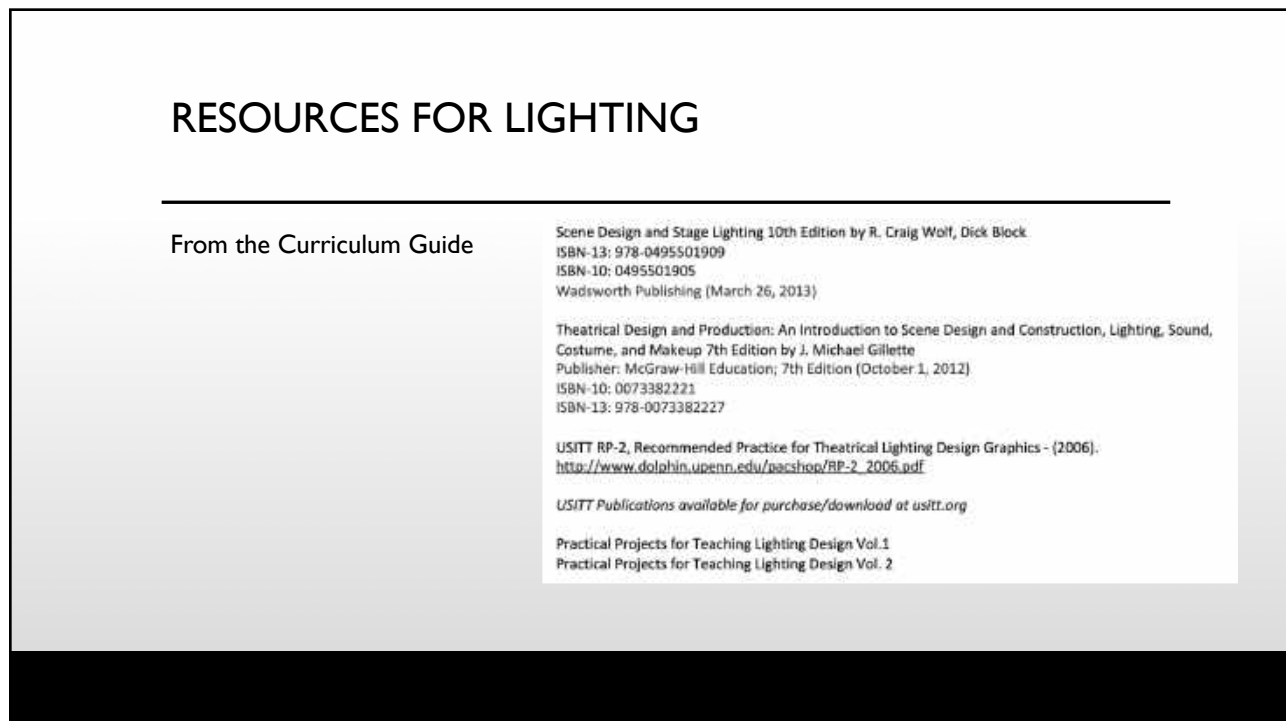 RESOURCES FOR LIGHTING
From the Curriculum Guide
Scene Design and Stage Lighting 10th Edition by R. Craig Wolf, Dick Block
ISBN-13: 978-0495501909
ISBN-10: 0495501905
Wadsworth Publishing (March 26, 2013)
Theatrical Design and Production: An Introduction to Scene Design and Construction, Lighting, Sound,
Costume, and Makeup 7th Edition by J. Michael Gillette
Publisher: McGraw-Hill Education; 7th Edition (October 1, 2012)
ISBN-10: 0073382221
ISBN-13: 978-0073382227
USITT RP-2, Recommended Practice for Theatrical Lighting Design Graphics - (2006).
http://www.dolphin.upenn.edu/pacshop/RP-2_2006.pdf
USITT Publications available for purchase/download at usitt.org
Practical Projects for Teaching Lighting Design Vol.1
Practical Projects for Teaching Lighting Design Vol. 2